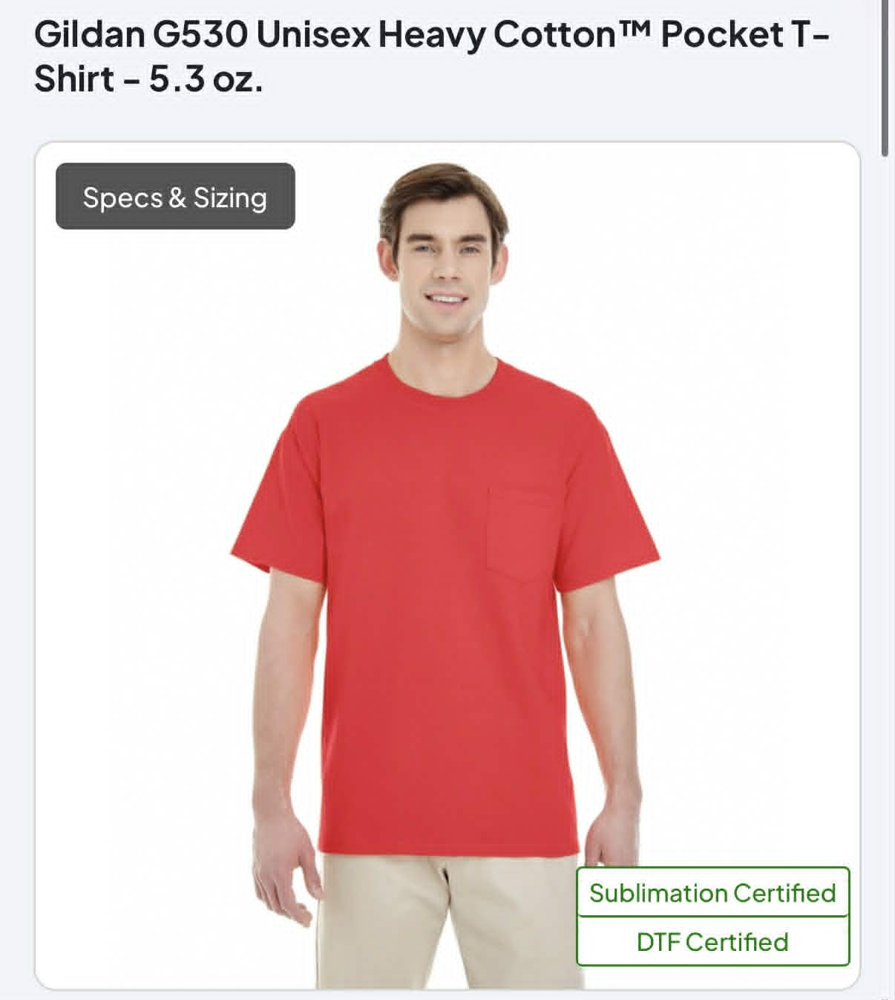 Gildan G530 Unisex Heavy Cotton™ Pocket T-
Shirt - 5.3 oz.
Specs & Sizing
Sublimation Certified
DTF Certified